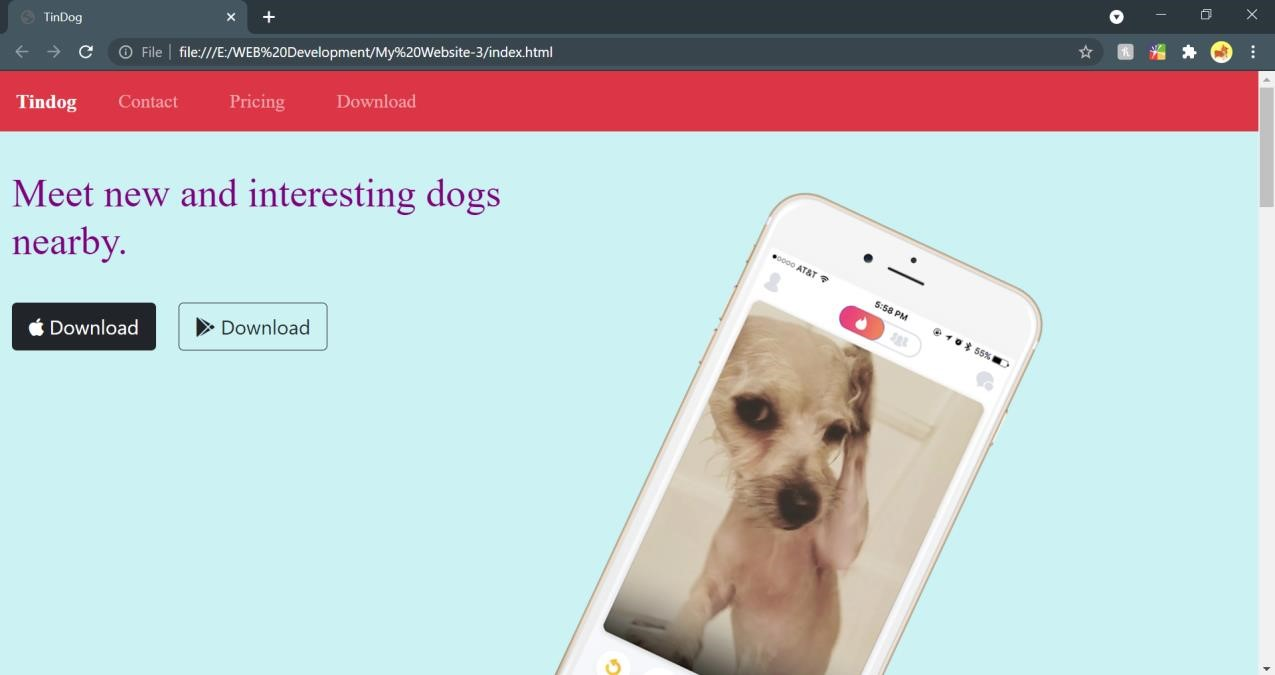 TinDog
File file:///E:/WEB%20Development/My%20Website-3/index.html
Tindog Contact Pricing Download
Meet new and interesting dogs
nearby.
Download Download
AT&T 5:58 PM 55%